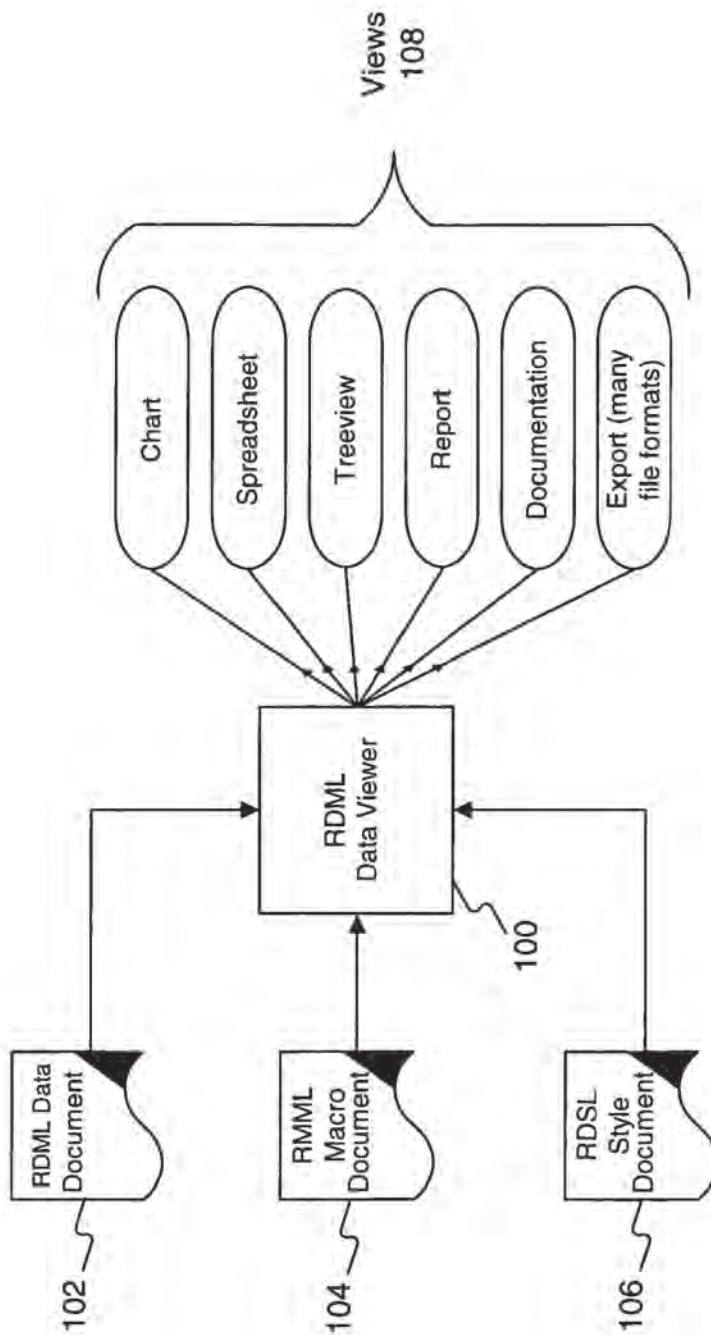 102
RDML Data
Document
104
RMML
Macro
Document
106
RDSL
Style
Document
RDML
Data Viewer
100
Chart
Spreadsheet
Treeview
Report
Documentation
Export (many
file formats)
Views
108